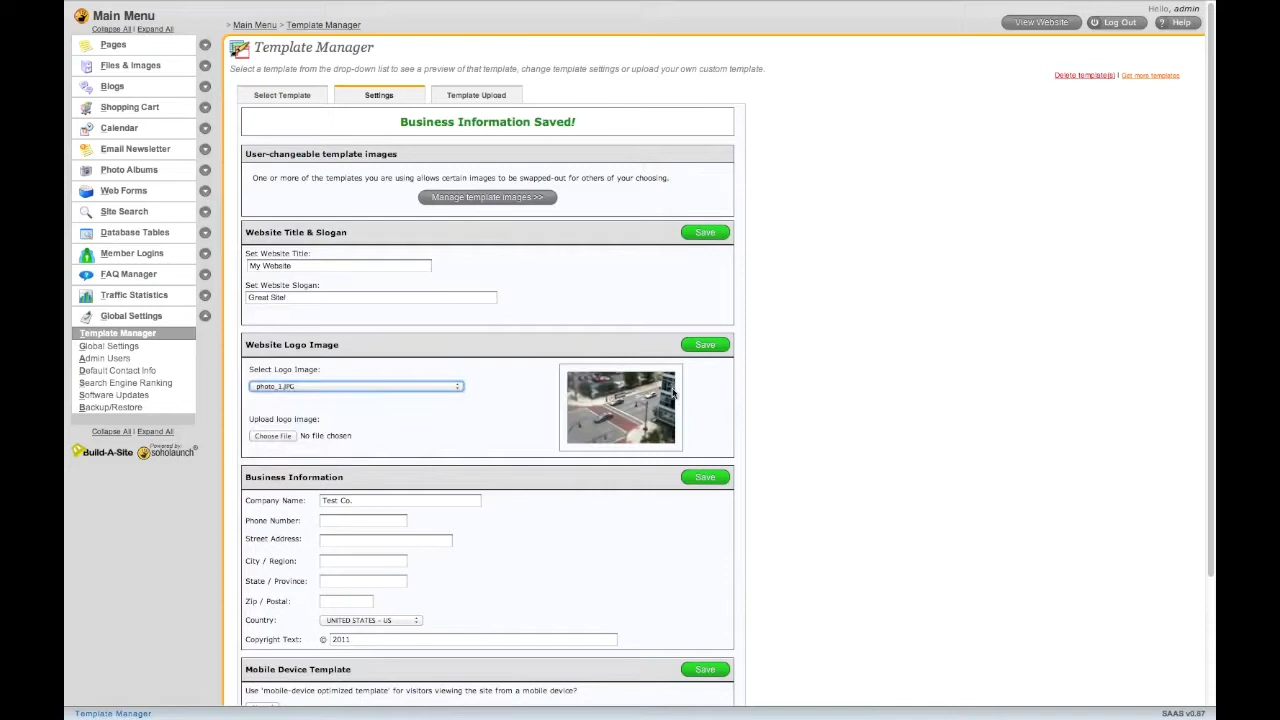 Main Menu
Collapse All | Expand All
Pages
Files & Images
Blogs
Shopping Cart
Calendar
Email Newsletter
Photo Albums
Web Forms
Site Search
Database Tables
Member Logins
FAQ Manager
Traffic Statistics
Global Settings
Template Manager
Global Settings
Admin Users
Default Contact Info
Search Engine Ranking
Software Updates
Backup/Restore
Collapse All | Expand All
Build-A-Site Powered by: soholaunch
> Main Menu > Template Manager
Hello, admin
View Website Log Out ? Help
Template Manager
Select a template from the drop-down list to see a preview of that template, change template settings or upload your own custom template.
Delete template(s) | Get more templates
Select Template Settings Template Upload
Business Information Saved!
User-changeable template images
One or more of the templates you are using allows certain images to be swapped-out for others of your choosing.
Manage template images >>
Website Title & Slogan Save
Set Website Title:
My Website
Set Website Slogan:
Great Site!
Website Logo Image Save
Select Logo Image:
photo_1.JPG
Upload logo Image:
Choose File No file chosen
Business Information Save
Company Name: Test Co.
Phone Number:
Street Address:
City / Region:
State / Province:
Zip / Postal:
Country: UNITED STATES - US
Copyright Text: © 2011
Mobile Device Template Save
Use 'mobile-device optimized template' for visitors viewing the site from a mobile device?
Template Manager SAAS v0.87